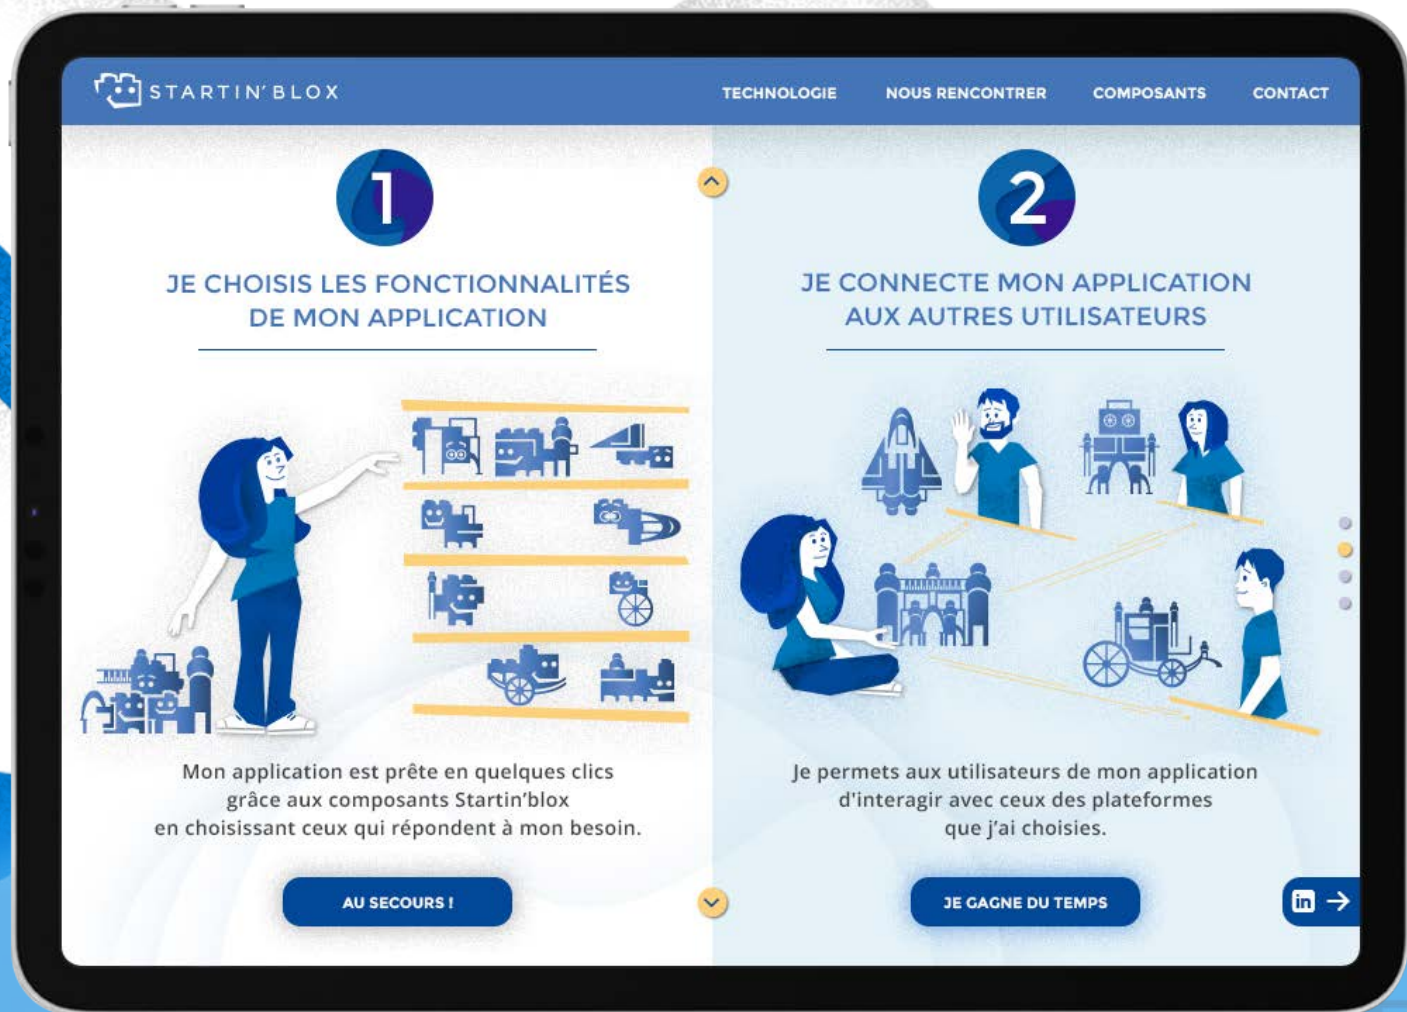 STARTIN'BLOX
TECHNOLOGIE
NOUS RENCONTRER
COMPOSANTS
CONTACT
1
JE CHOISIS LES FONCTIONNALITÉS
DE MON APPLICATION
Mon application est prête en quelques clics
grâce aux composants Startin'blox
en choisissant ceux qui répondent à mon besoin.
AU SECOURS !
2
JE CONNECTE MON APPLICATION
AUX AUTRES UTILISATEURS
Je permets aux utilisateurs de mon application
d'interagir avec ceux des plateformes
que j'ai choisies.
JE GAGNE DU TEMPS
in